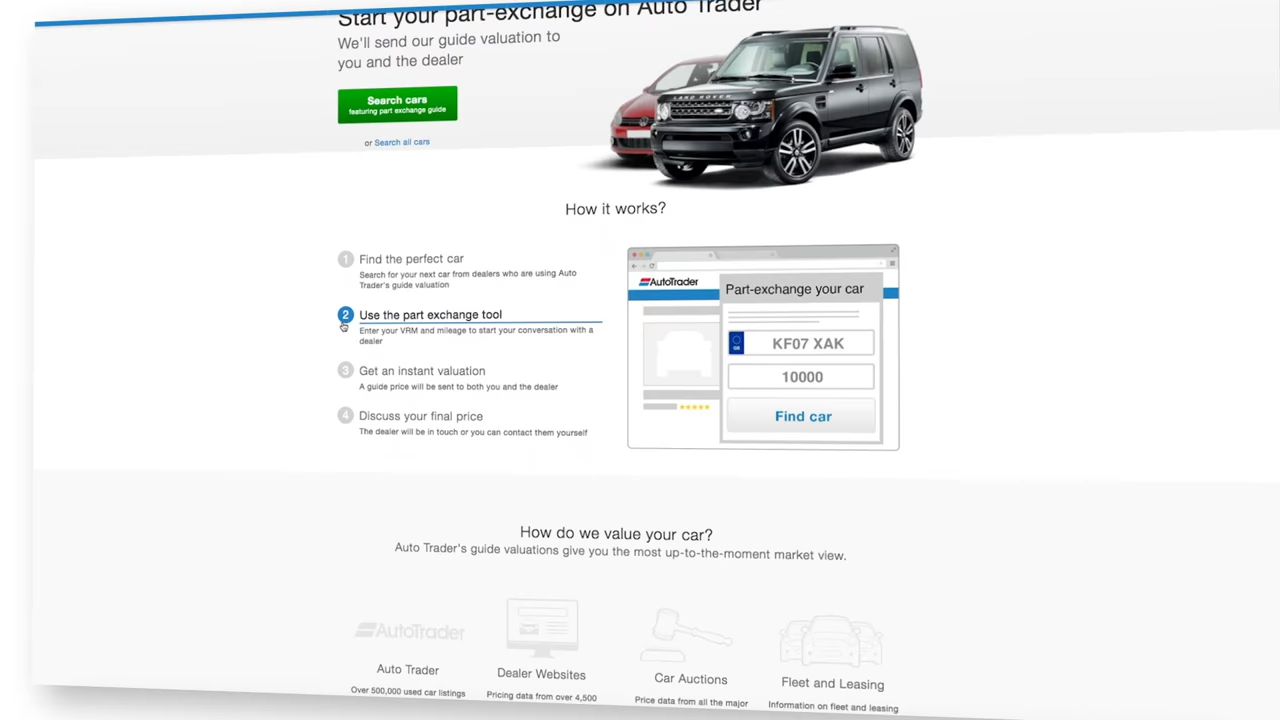 Start your part-exchange on Auto Trader
We'll send our guide valuation to
you and the dealer
Search cars
featuring part exchange guide
or Search all cars
LAND ROVER
How it works?
1 Find the perfect car
Search for your next car from dealers who are using Auto
Trader's guide valuation
2 Use the part exchange tool
Enter your VRM and mileage to start your conversation with a
dealer
3 Get an instant valuation
A guide price will be sent to both you and the dealer
4 Discuss your final price
The dealer will be in touch or you can contact them yourself
AutoTrader
Part-exchange your car
GB KF07 XAK
10000
Find car
How do we value your car?
Auto Trader's guide valuations give you the most up-to-the-moment market view.
AutoTrader
Auto Trader
Over 500,000 used car listings
Dealer Websites
Pricing data from over 4,500
Car Auctions
Price data from all the major
Fleet and Leasing
Information on fleet and leasing